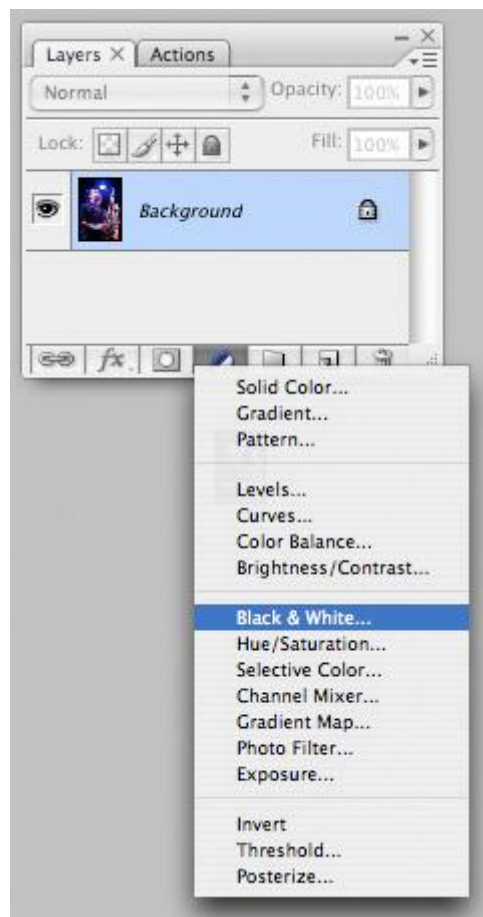 Layers × Actions
Normal Opacity: 100%
Lock: Fill: 100%
Background
fx.
Solid Color...
Gradient...
Pattern...
Levels...
Curves...
Color Balance...
Brightness/Contrast...
Black & White...
Hue/Saturation...
Selective Color...
Channel Mixer...
Gradient Map...
Photo Filter...
Exposure...
Invert
Threshold...
Posterize...